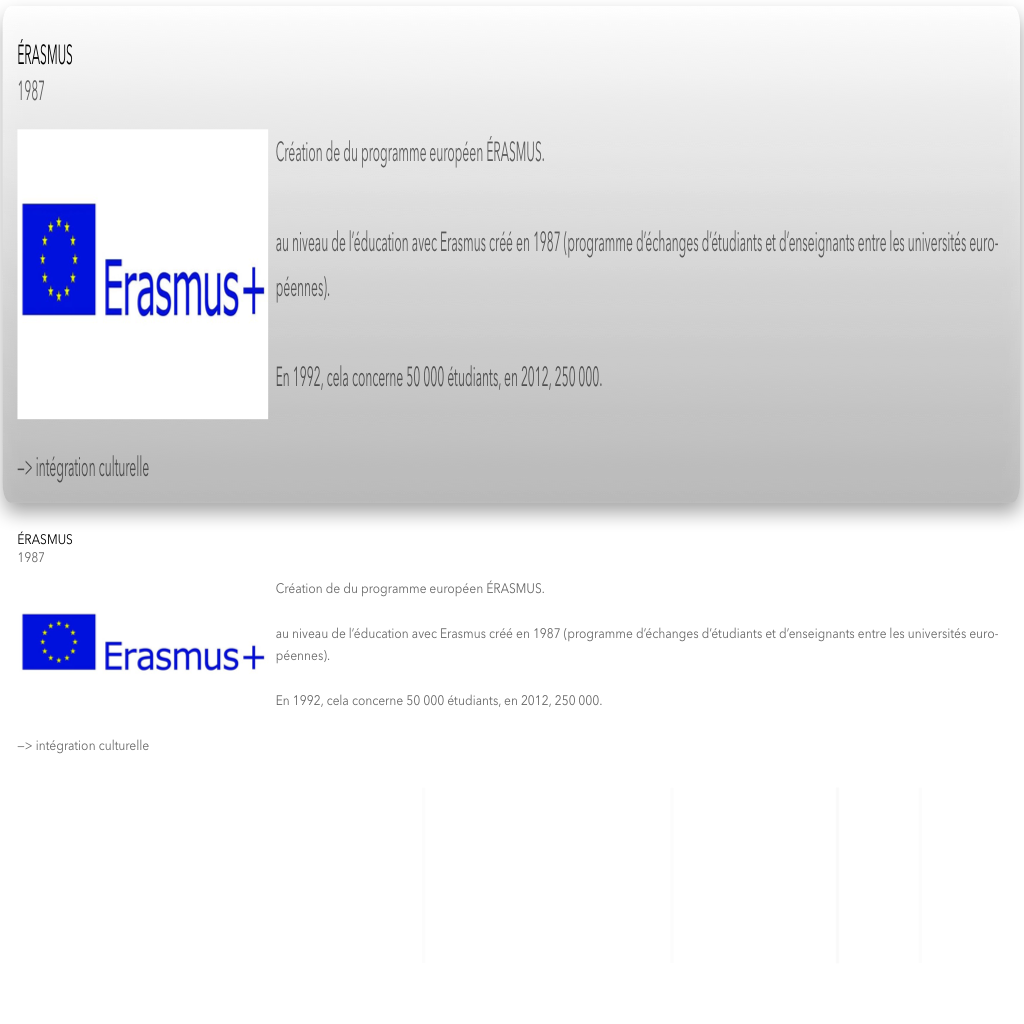 ÉRASMUS
1987
Création de du programme européen ÉRASMUS.
au niveau de l'éducation avec Erasmus créé en 1987 (programme d'échanges d'étudiants et d'enseignants entre les universités euro-
péennes).
Erasmus+
En 1992, cela concerne 50 000 étudiants, en 2012, 250 000.
–> intégration culturelle
ÉRASMUS
1987
Création de du programme européen ÉRASMUS.
au niveau de l'éducation avec Erasmus créé en 1987 (programme d'échanges d'étudiants et d'enseignants entre les universités euro-
péennes).
Erasmus+
En 1992, cela concerne 50 000 étudiants, en 2012, 250 000.
–> intégration culturelle